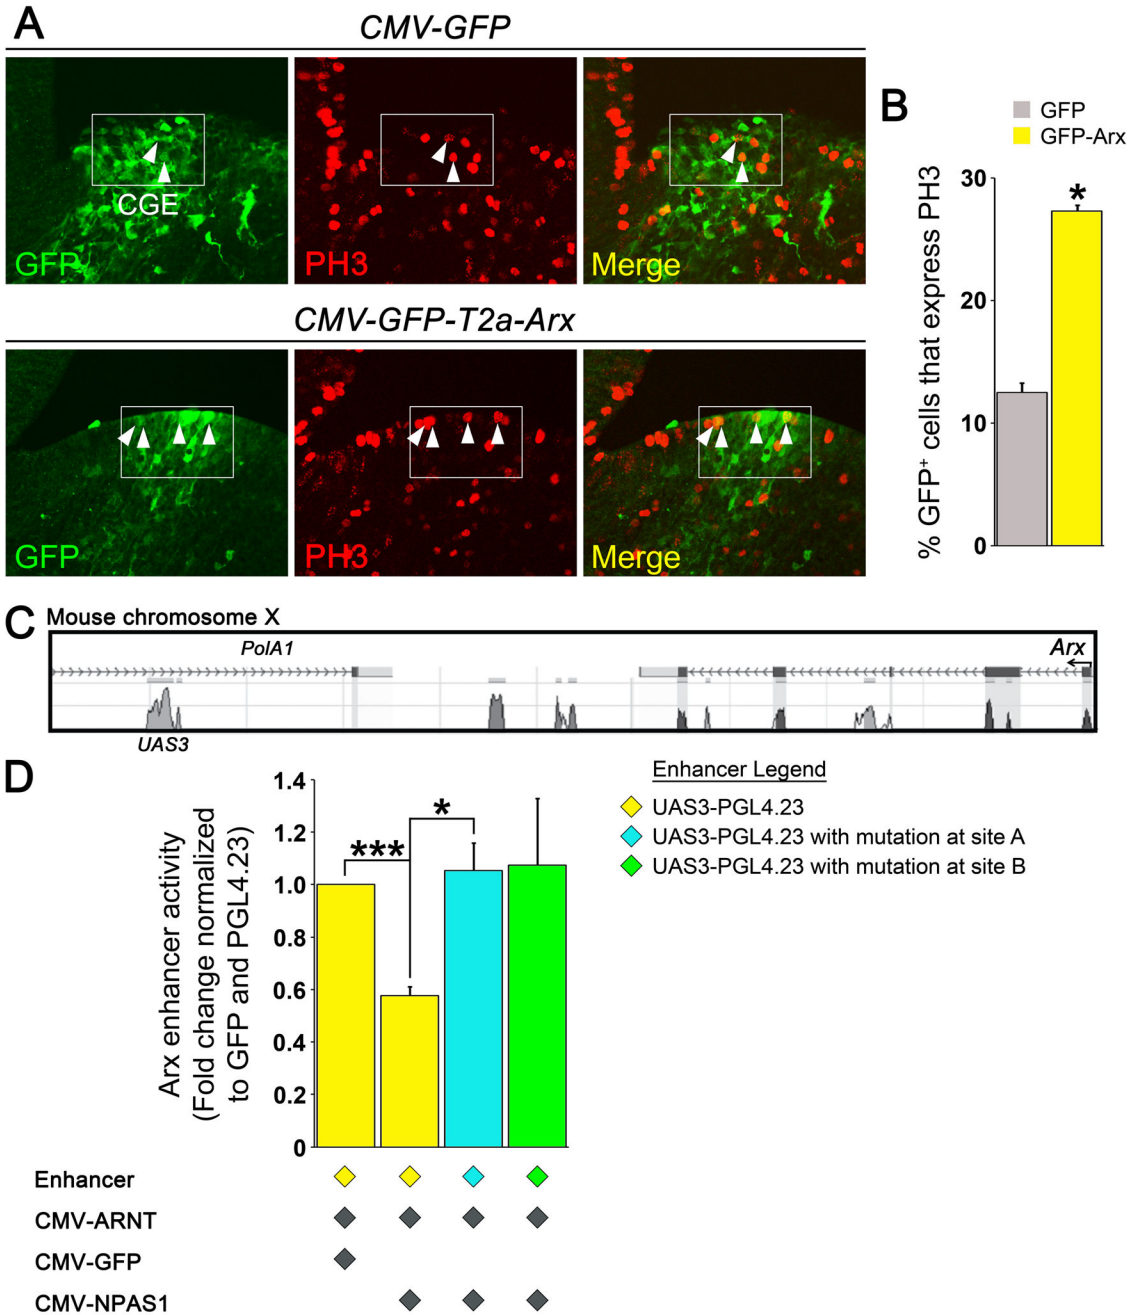 A
CMV-GFP
CGE
GFP
PH3
Merge
CMV-GFP-T2a-Arx
GFP
PH3
Merge
B
GFP
GFP-Arx
% GFP+ cells that express PH3
30
20
10
0
*
C
Mouse chromosome X
PolA1
Arx
UAS3
D
Arx enhancer activity
(Fold change normalized
to GFP and PGL4.23)
1.4
1.2
1.0
0.8
0.6
0.4
0.2
0
***
*
Enhancer Legend
UAS3-PGL4.23
UAS3-PGL4.23 with mutation at site A
UAS3-PGL4.23 with mutation at site B
Enhancer
CMV-ARNT
CMV-GFP
CMV-NPAS1